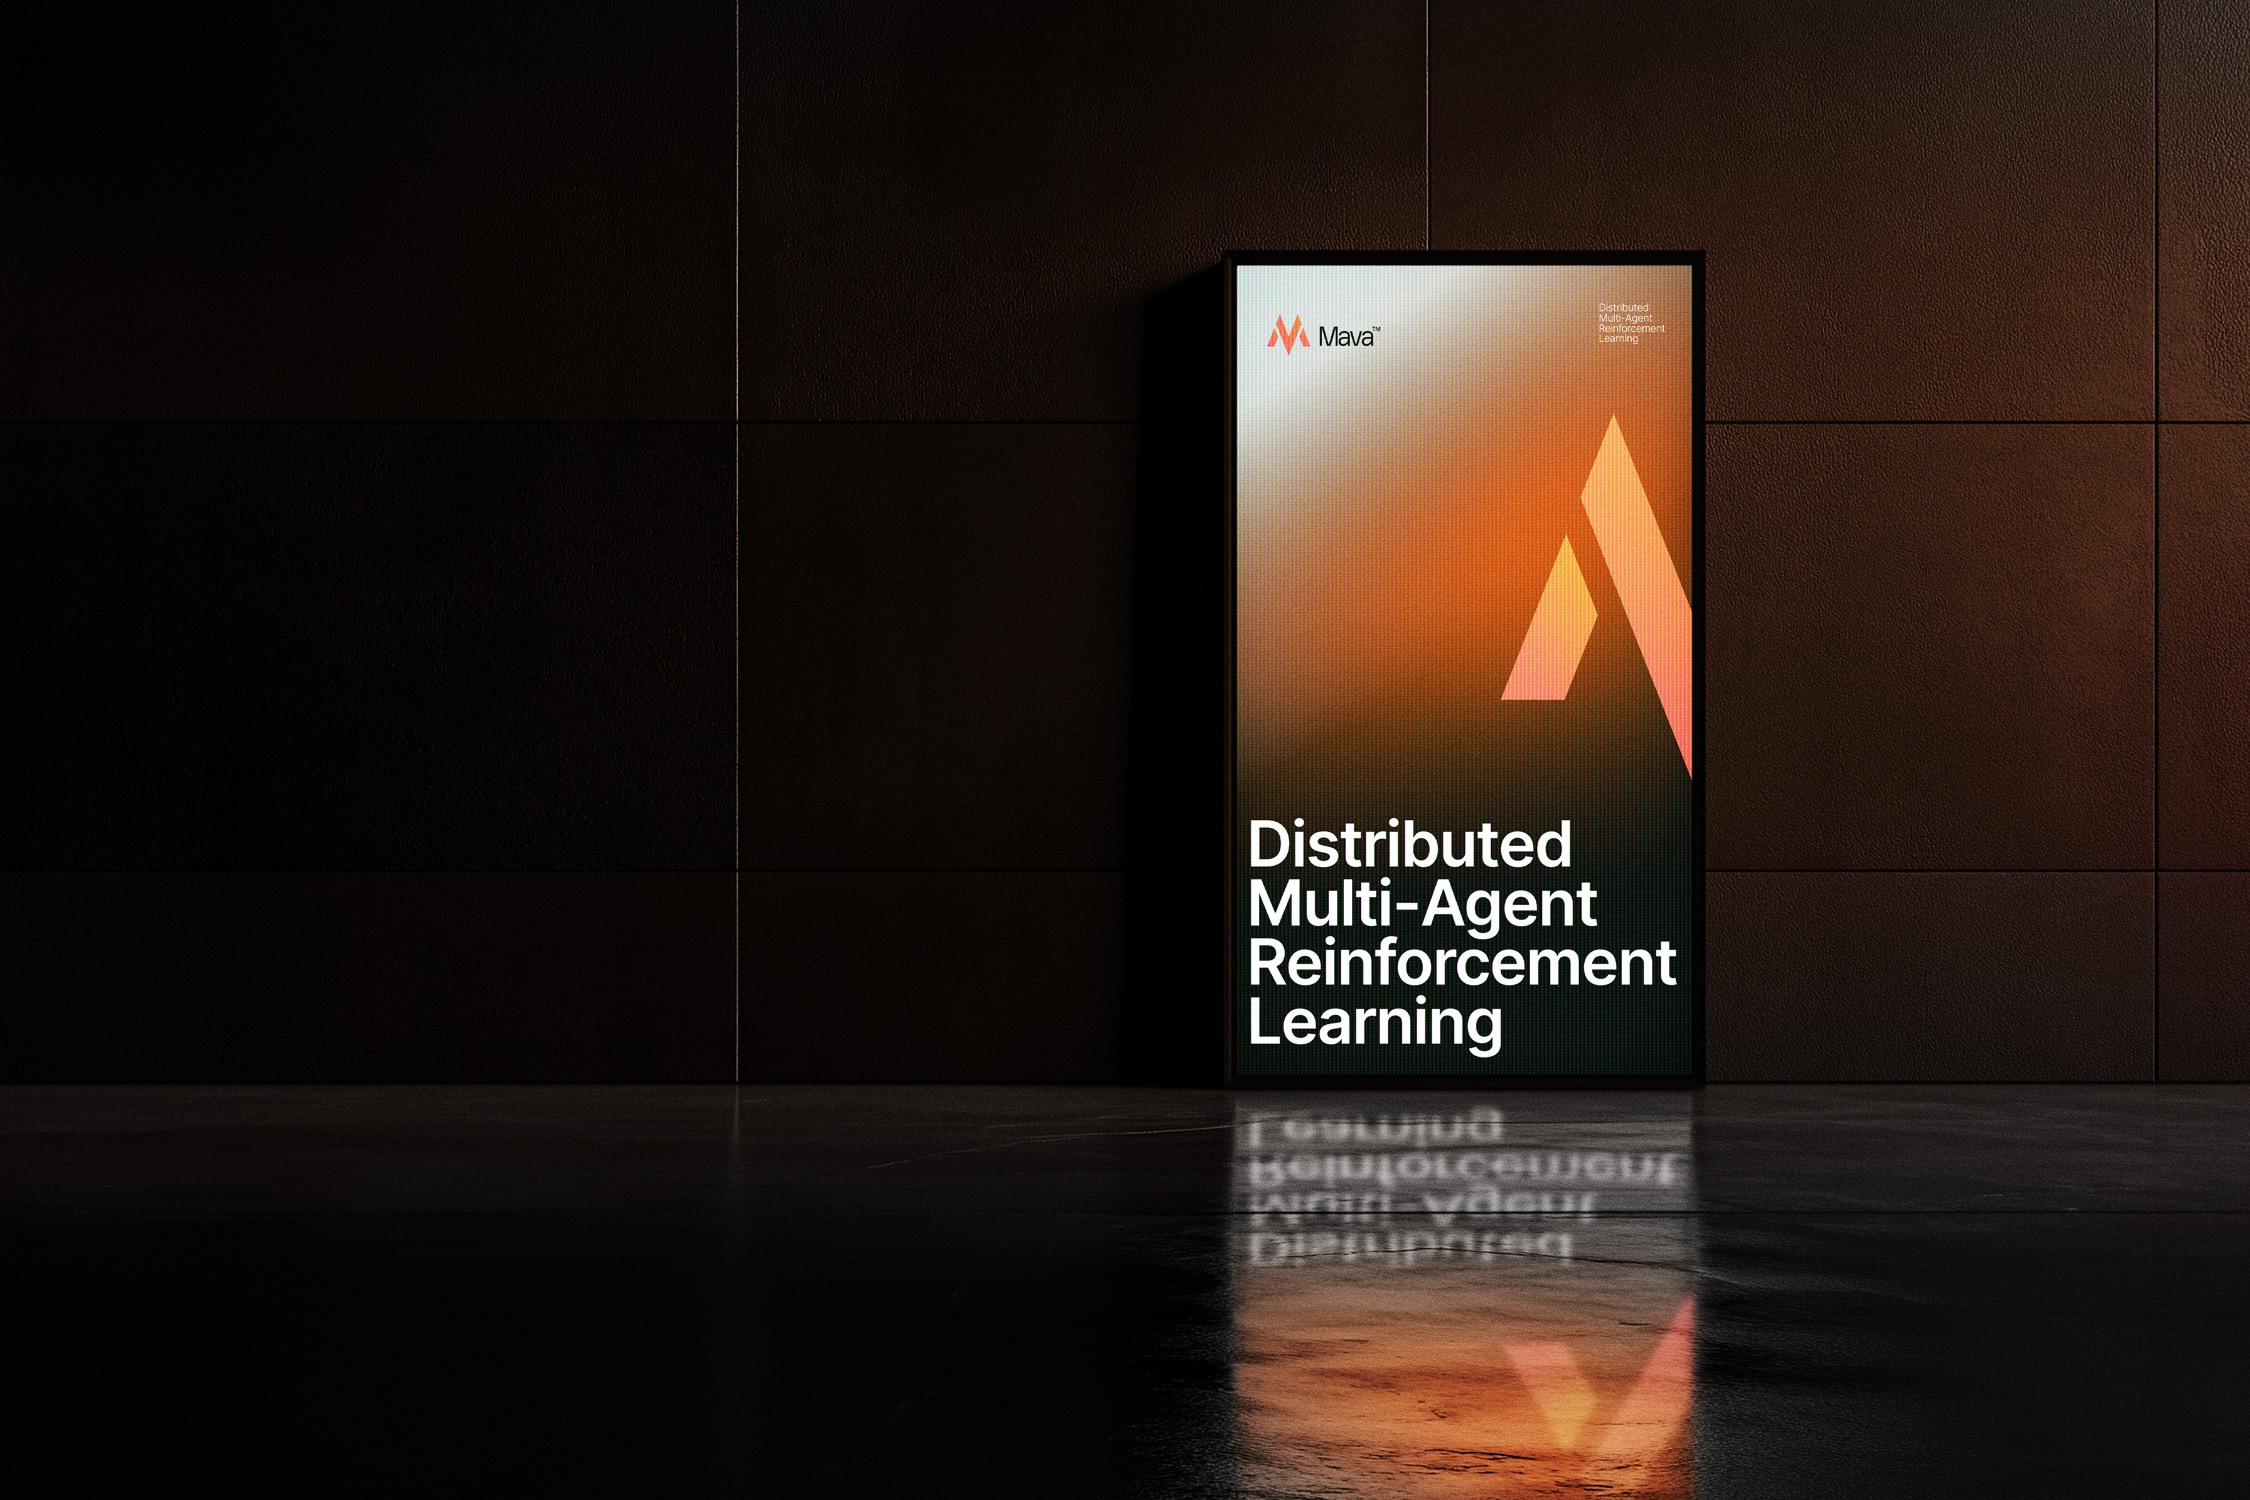 Mava™
Distributed
Multi-Agent
Reinforcement
Learning
Distributed
Multi-Agent
Reinforcement
Learning